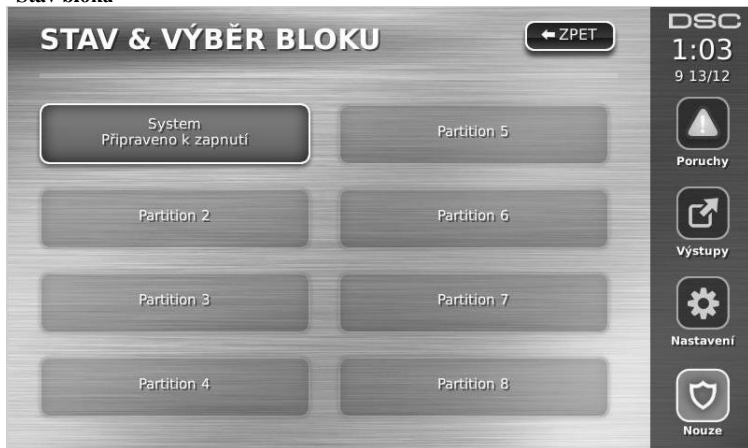 Stav bloků
STAV & VÝBĚR BLOKU
ZPET
System
Připraveno k zapnutí
Partition 5
Partition 2
Partition 6
Partition 3
Partition 7
Partition 4
Partition 8
DSC
1:03
9 13/12
Poruchy
Výstupy
Nastavení
Nouze